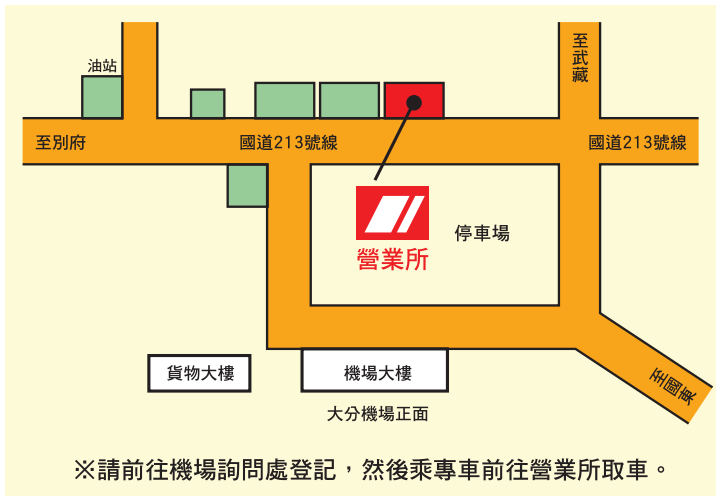 至武藏
油站
至別府
國道213號線
國道213號線
停車場
營業所
貨物大樓
機場大樓
至國東
大分機場正面
※請前往機場詢問處登記，然後乘專車前往營業所取車。